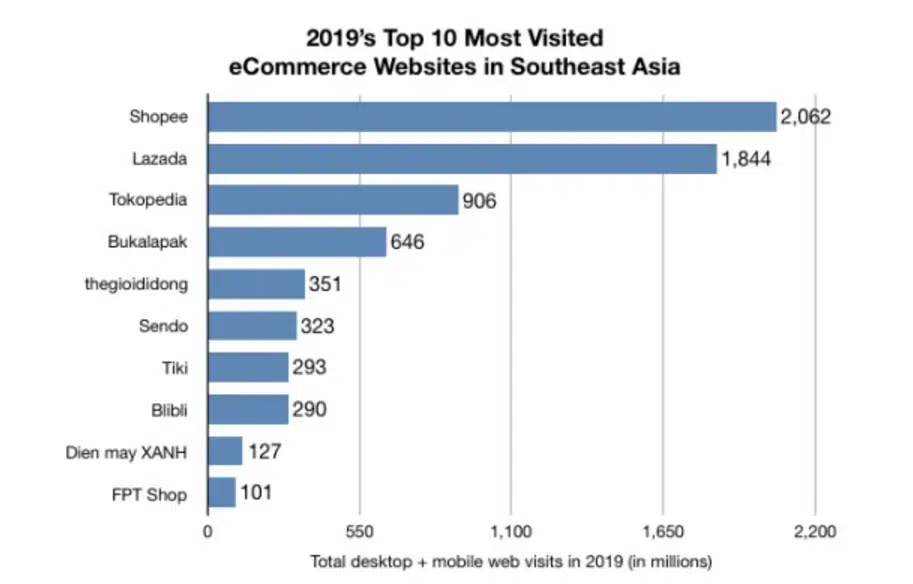 2019's Top 10 Most Visited
eCommerce Websites in Southeast Asia
Shopee 2,062
Lazada 1,844
Tokopedia 906
Bukalapak 646
thegioididong 351
Sendo 323
Tiki 293
Blibli 290
Dien may XANH 127
FPT Shop 101
0 550 1,100 1,650 2,200
Total desktop + mobile web visits in 2019 (in millions)